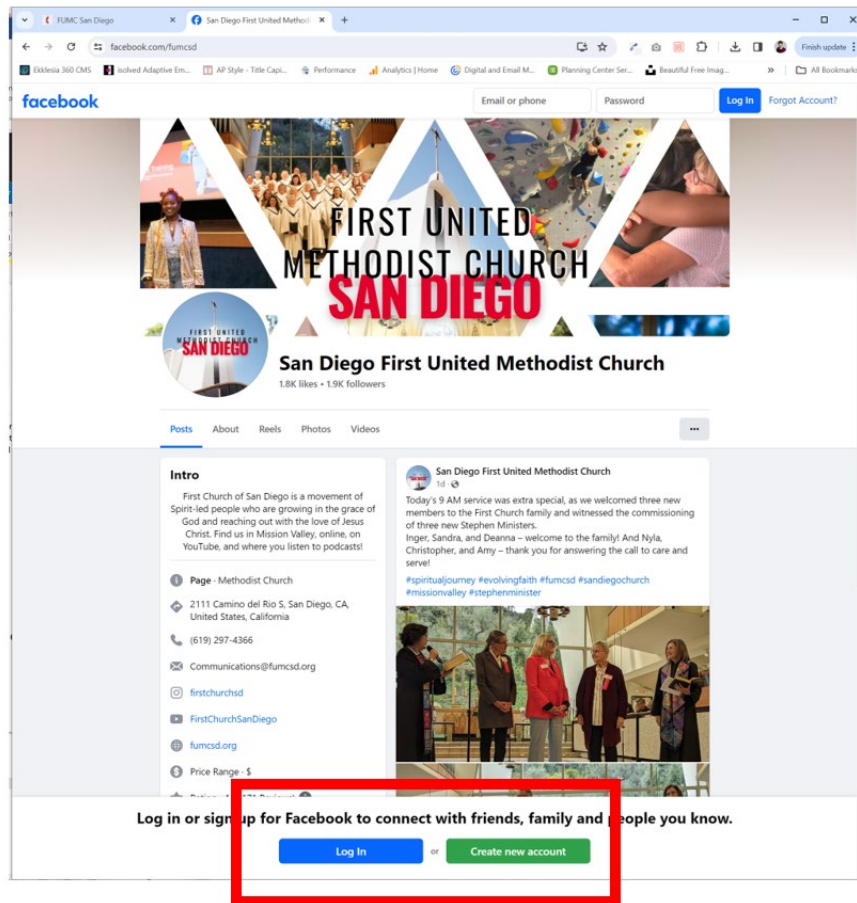 FUMC San Diego
San Diego First United Method
facebook.com/fumcsd
Finish update
Ekklesia 360 CMS
isolved Adaptive Em...
AP Style - Title Capi...
Performance
Analytics | Home
Digital and Email M...
Planning Center Ser...
Beautiful Free Imag...
All Bookmarks
facebook
Email or phone
Password
Log In
Forgot Account?
FIRST UNITED
METHODIST CHURCH
SAN DIEGO
FIRST UNITED
METHODIST CHURCH
SAN DIEGO
San Diego First United Methodist Church
1.8K likes • 1.9K followers
Posts About Reels Photos Videos
Intro
First Church of San Diego is a movement of
Spirit-led people who are growing in the grace of
God and reaching out with the love of Jesus
Christ. Find us in Mission Valley, online, on
YouTube, and where you listen to podcasts!
Page · Methodist Church
2111 Camino del Rio S, San Diego, CA,
United States, California
(619) 297-4366
Communications@fumcsd.org
firstchurchsd
FirstChurchSanDiego
fumcsd.org
Price Range · $
San Diego First United Methodist Church
1d ·
Today's 9 AM service was extra special, as we welcomed three new
members to the First Church family and witnessed the commissioning
of three new Stephen Ministers.
Inger, Sandra, and Deanna – welcome to the family! And Nyla,
Christopher, and Amy – thank you for answering the call to care and
serve!
#spiritualjourney #evolvingfaith #fumcsd #sandiegochurch
#missionvalley #stephenminister
Log in or sign up for Facebook to connect with friends, family and people you know.
Log In or Create new account